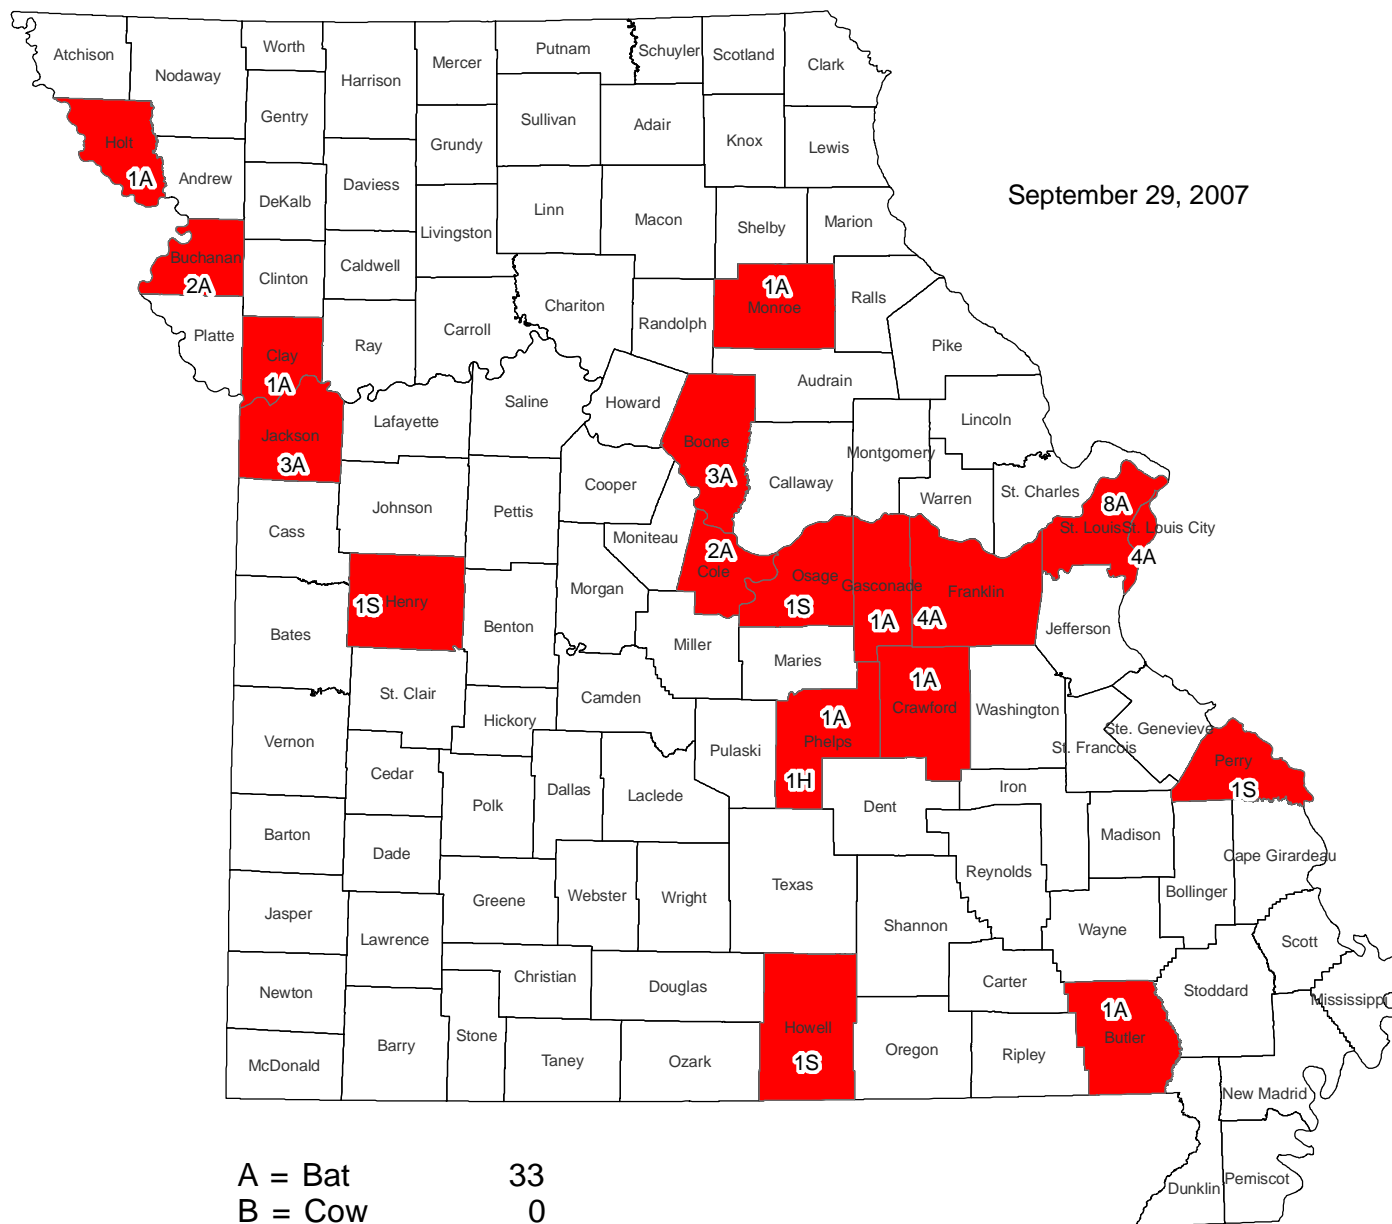 Atchison
Nodaway
Worth
Harrison
Mercer
Putnam
Schuyler
Scotland
Clark
Gentry
Sullivan
Adair
Knox
Lewis
Holt
1A
Andrew
DeKalb
Daviess
Grundy
Linn
Macon
Shelby
Marion
September 29, 2007
Livingston
Buchanan
2A
Clinton
Caldwell
Chariton
Randolph
1A
Monroe
Ralls
Platte
Clay
1A
Ray
Carroll
Pike
Audrain
Jackson
3A
Lafayette
Saline
Howard
Boone
3A
Lincoln
Montgomery
Callaway
Warren
St. Charles
8A
St. Louis
St. Louis City
4A
Cass
Johnson
Pettis
Cooper
Moniteau
2A
Cole
Osage
1S
Gasconade
1A
Franklin
4A
Jefferson
1S
Henry
Bates
Benton
Morgan
Miller
Maries
St. Clair
Camden
1A
Crawford
Washington
Hickory
Vernon
Pulaski
1A
Phelps
1H
Ste. Genevieve
St. Francois
Perry
1S
Cedar
Polk
Dallas
Laclede
Dent
Iron
Barton
Dade
Madison
Cape Girardeau
Greene
Webster
Wright
Texas
Reynolds
Bollinger
Jasper
Lawrence
Shannon
Wayne
Scott
Newton
Christian
Douglas
Carter
Stoddard
Mississippi
Barry
Stone
Howell
1S
1A
Butler
McDonald
Taney
Ozark
Oregon
Ripley
New Madrid
Dunklin
Pemiscot
A = Bat 33
B = Cow 0